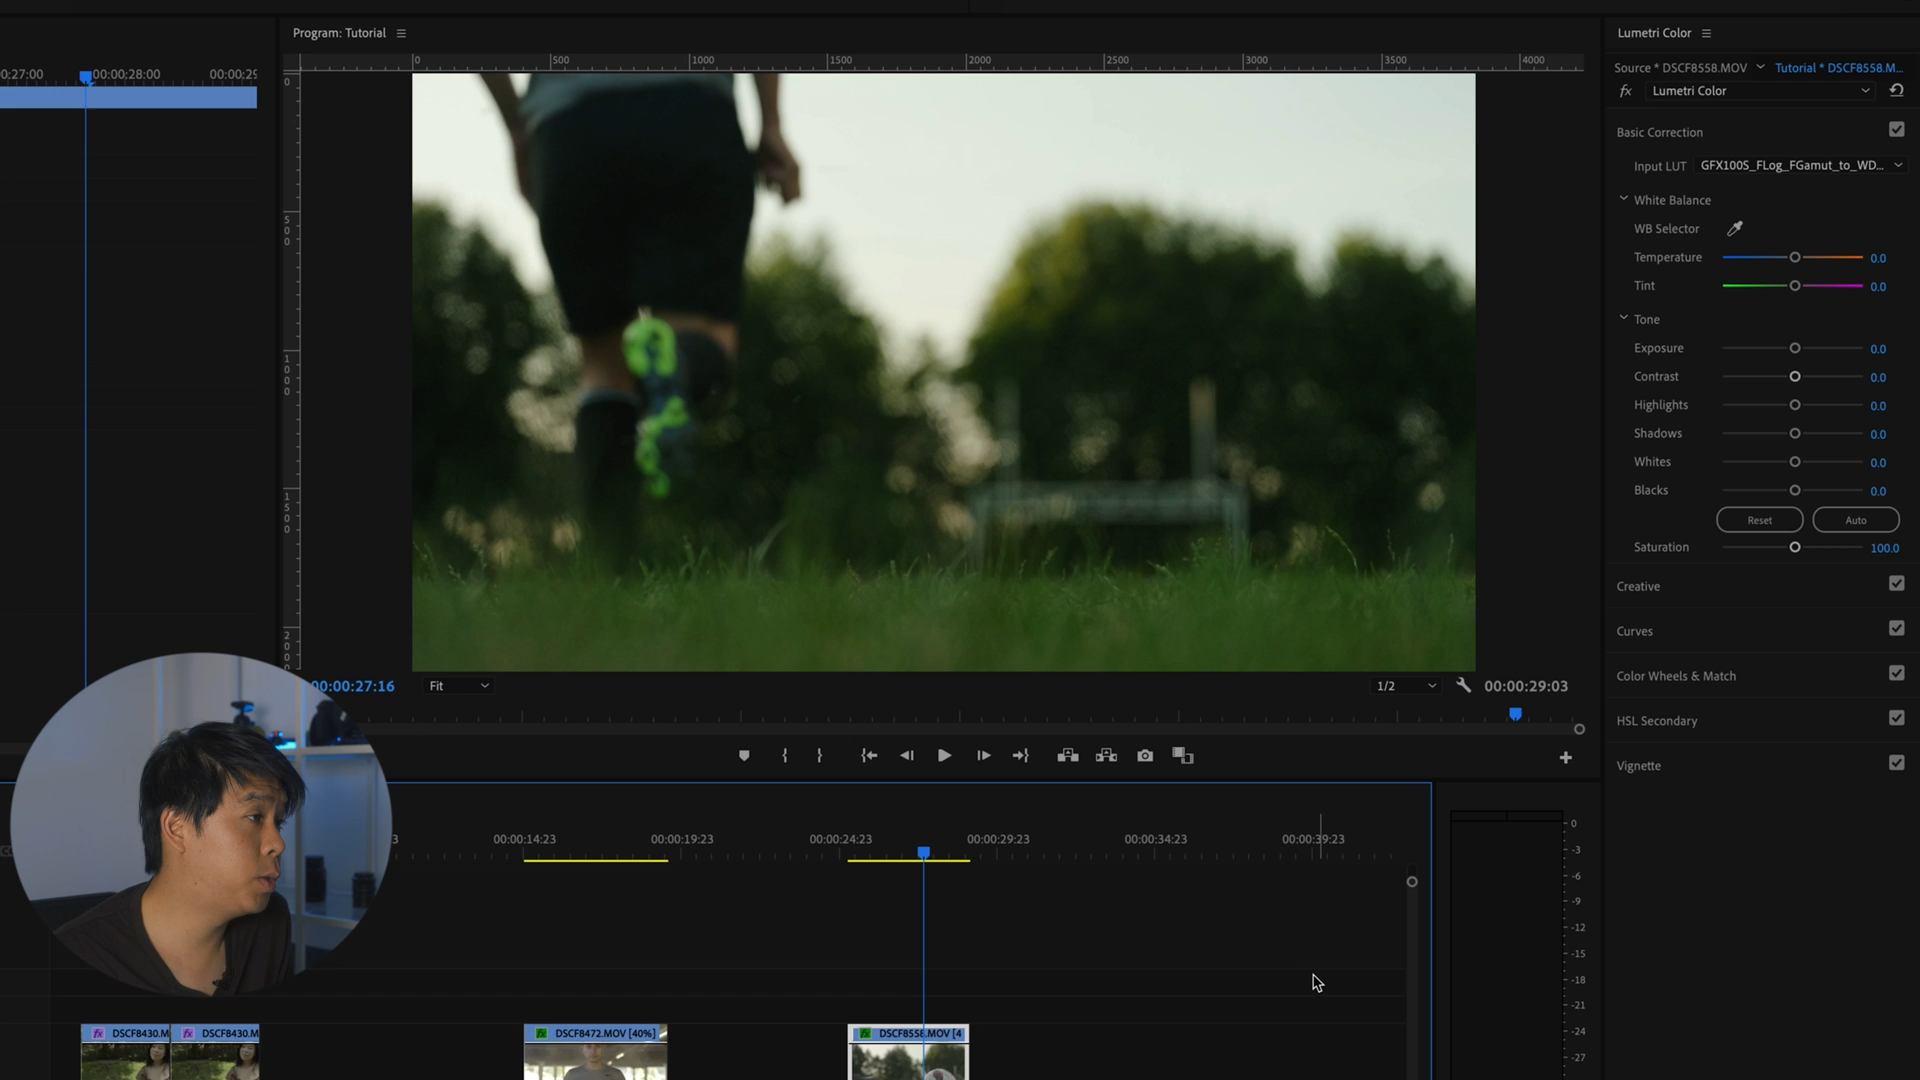 Program: Tutorial
Lumetri Color
0;27:00
00:00:28:00
00:00:29
0
500
1000
1500
2000
2500
3000
4000
0
500
1000
1500
2000
Source * DSCF8558.MOV
Tutorial * DSCF8558.M...
fx Lumetri Color
Basic Correction
Input LUT GFX100S_FLog_FGamut_to_WD...
White Balance
WB Selector
Temperature 0.0
Tint 0.0
Tone
Exposure 0.0
Contrast 0.0
Highlights 0.0
Shadows 0.0
Whites 0.0
Blacks 0.0
Reset Auto
Saturation 100.0
Creative
Curves
Color Wheels & Match
HSL Secondary
Vignette
00:00:27:16
Fit
1/2
00:00:29:03
3
00:00:14:23
00:00:19:23
00:00:24:23
00:00:29:23
00:00:34:23
00:00:39:23
0
-3
-6
-9
-12
-15
-18
-21
-24
-27
fx DSCF8430.M
fx DSCF8430.M
fx DSCF8472.MOV [40%]
fx DSCF8558.MOV [4